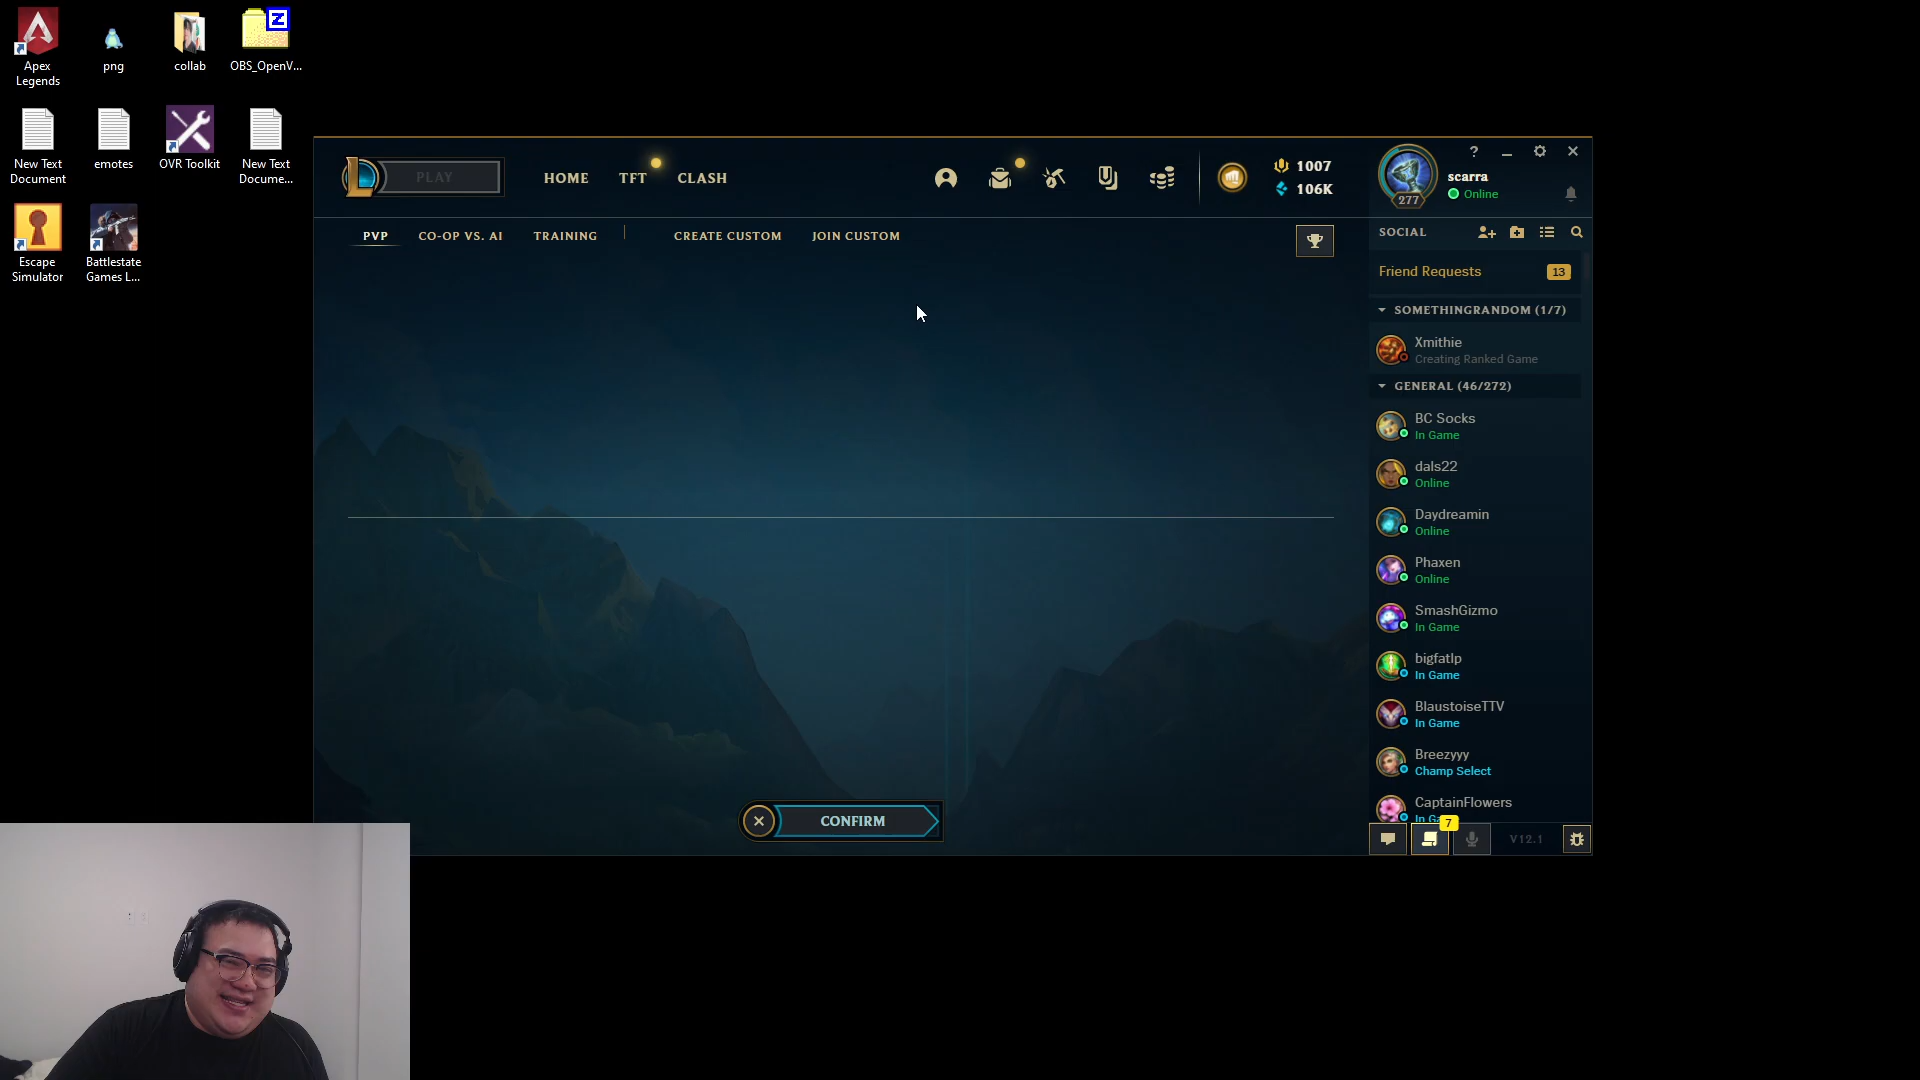 Apex
Legends
png
collab
OBS_OpenV...
New Text
Document
emotes
OVR Toolkit
New Text
Docume...
Escape
Simulator
Battlestate
Games L...
PLAY
HOME
TFT
CLASH
1007
106K
277
scarra
Online
PVP
CO-OP VS. AI
TRAINING
CREATE CUSTOM
JOIN CUSTOM
SOCIAL
Friend Requests
13
SOMETHINGRANDOM (1/7)
Xmithie
Creating Ranked Game
GENERAL (46/272)
BC Socks
In Game
dals22
Online
Daydreamin
Online
Phaxen
Online
SmashGizmo
In Game
bigfatlp
In Game
BlaustoiseTTV
In Game
Breezyyy
Champ Select
CaptainFlowers
In Ga
7
V12.1
CONFIRM